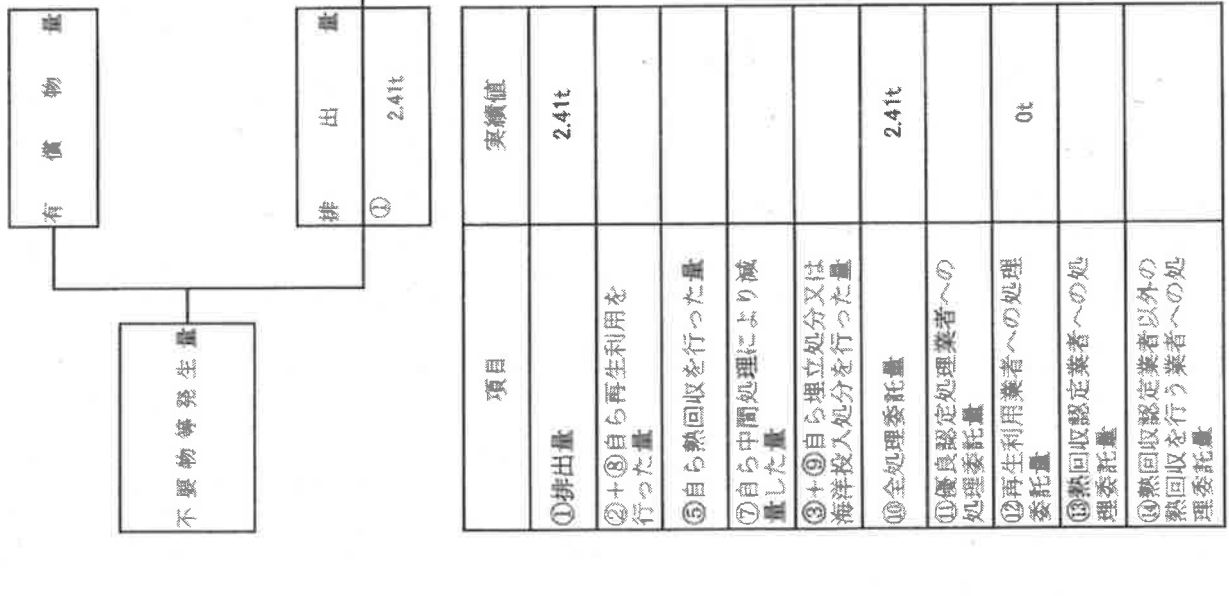 有償物量
不要物等発生量
排出量
①
2.41t
項目
実績値
①排出量
2.41t
②+⑧自ら再生利用を
行った量
⑤自ら熱回収を行った量
⑦自ら中間処理により減
量した量
③+⑨自ら埋立処分又は
海洋投入処分を行った量
⑩全処理委託量
2.41t
⑪優良認定処理業者への
処理委託量
⑫再生利用業者への処理
委託量
0t
⑬熱回収認定業者への処
理委託量
⑭熱回収認定業者以外の
熱回収を行う業者への処
理委託量